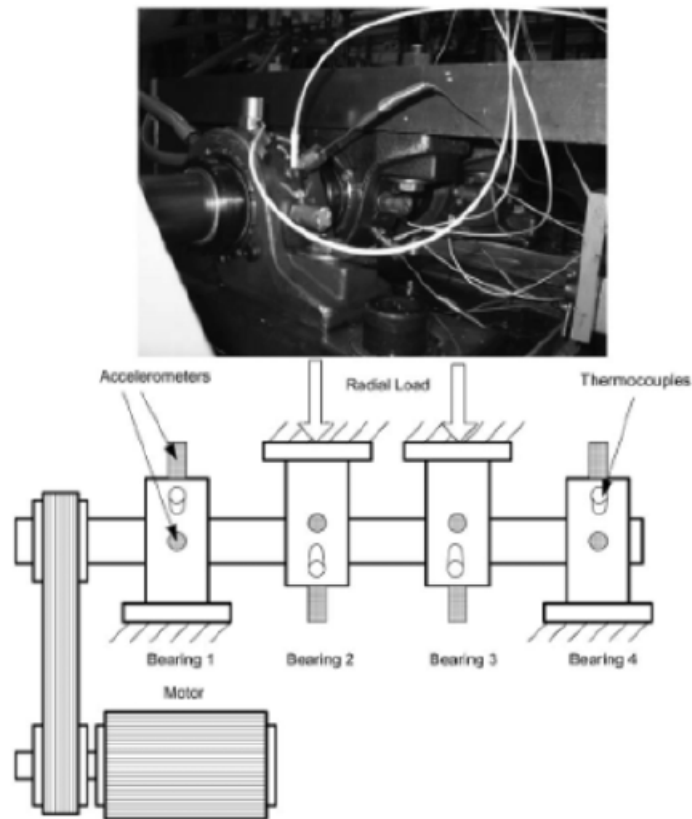 Accelerometers
Radial Load
Thermocouples
Bearing 1
Bearing 2
Bearing 3
Bearing 4
Motor